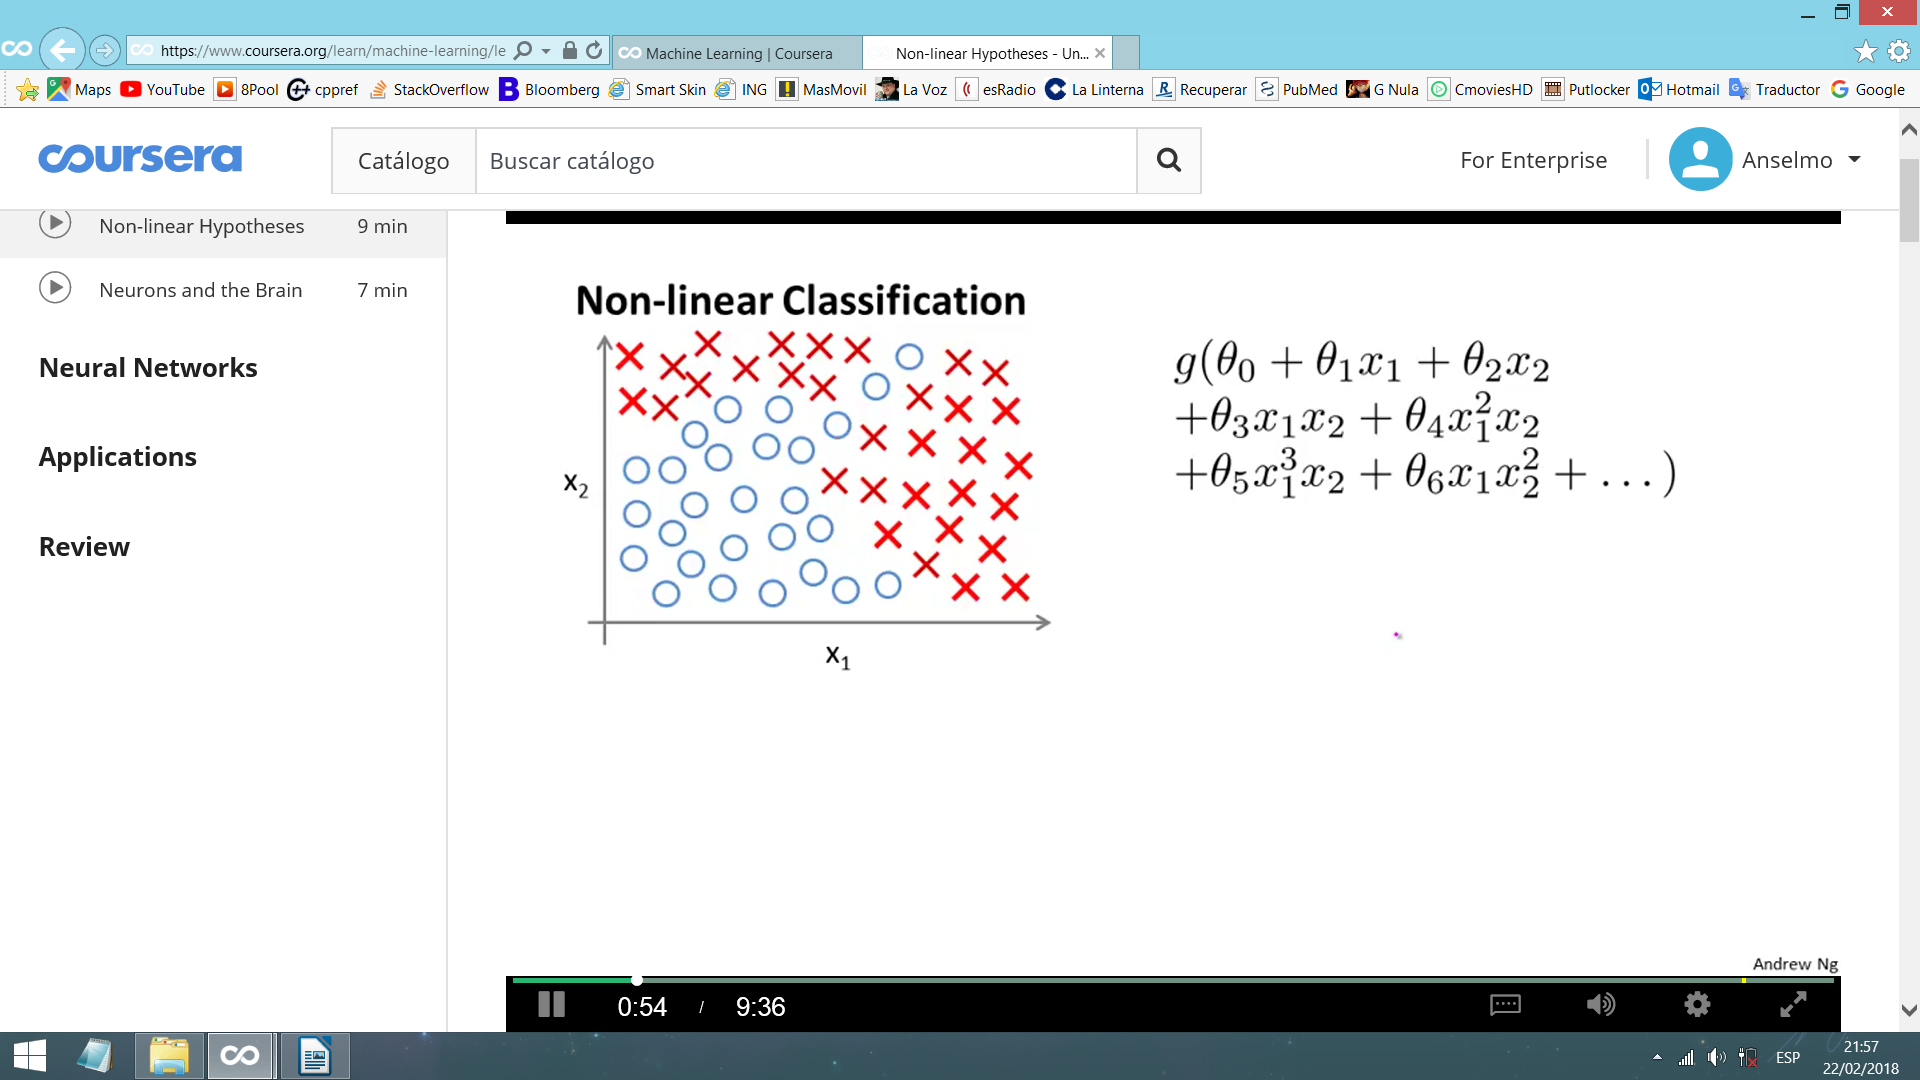 https://www.coursera.org/learn/machine-learning/le
Machine Learning | Coursera
Non-linear Hypotheses - Un...
Maps
YouTube
8Pool
cppref
StackOverflow
Bloomberg
Smart Skin
ING
MasMovil
La Voz
esRadio
La Linterna
Recuperar
PubMed
G Nula
CmoviesHD
Putlocker
Hotmail
Traductor
Google
coursera
Catálogo
Buscar catálogo
For Enterprise
Anselmo
Non-linear Hypotheses 9 min
Neurons and the Brain 7 min
Neural Networks
Applications
Review
Non-linear Classification
x₂
x₁
g(θ₀ + θ₁x₁ + θ₂x₂
+θ₃x₁x₂ + θ₄x₁²x₂
+θ₅x₁³x₂ + θ₆x₁x₂² + ...)
Andrew Ng
0:54 / 9:36
ESP
21:57
22/02/2018